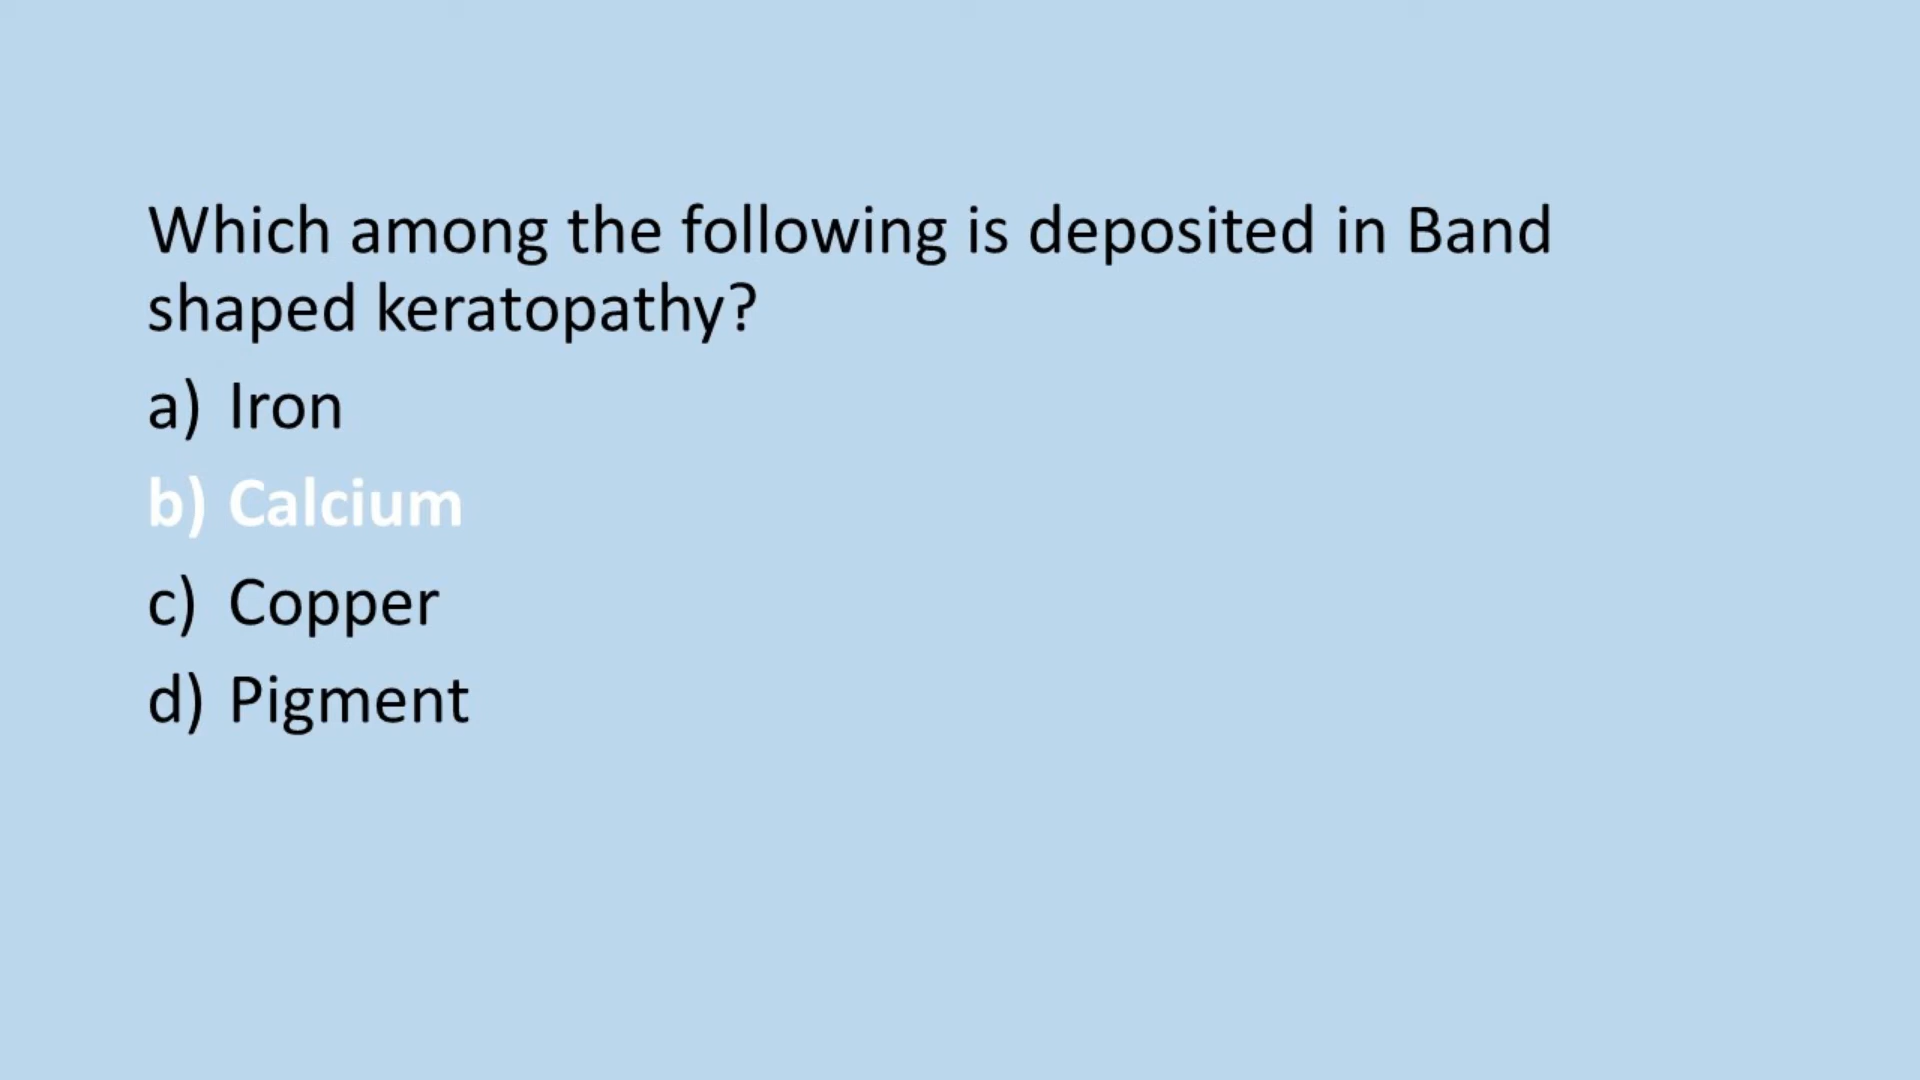 Which among the following is deposited in Band
shaped keratopathy?
a) Iron
b) Calcium
c) Copper
d) Pigment